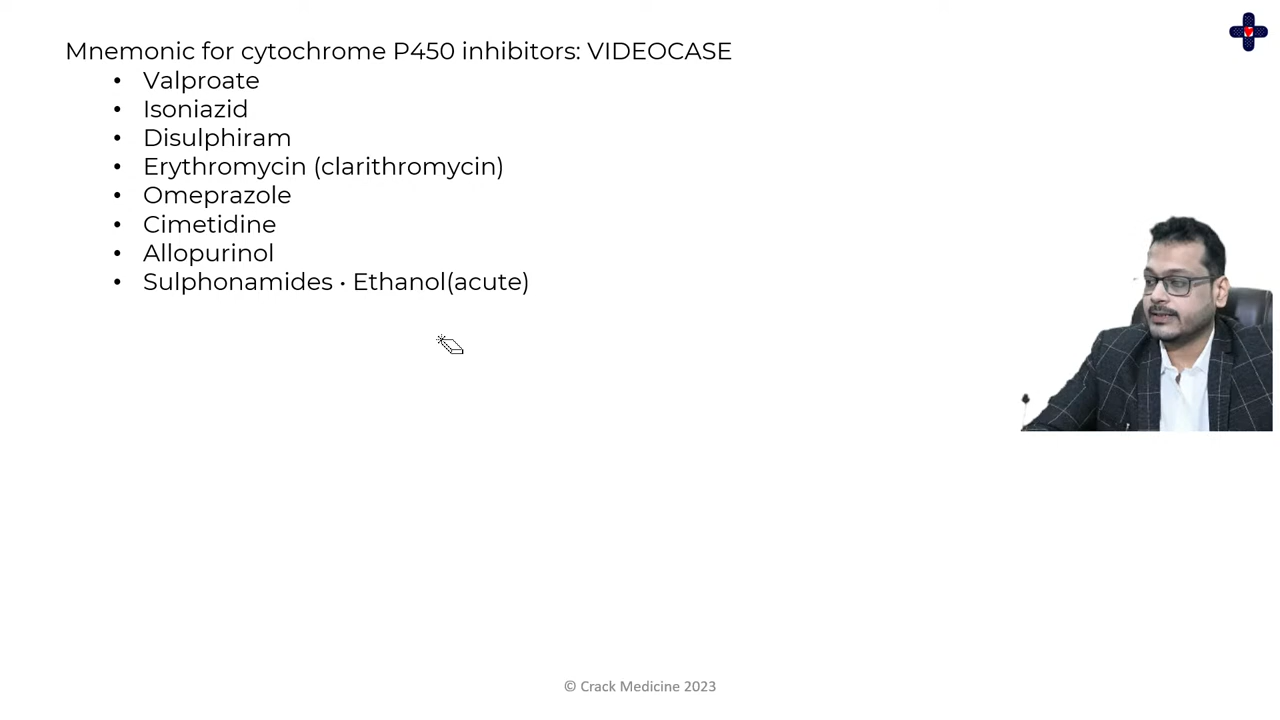 Mnemonic for cytochrome P450 inhibitors: VIDEOCASE
• Valproate
• Isoniazid
• Disulphiram
• Erythromycin (clarithromycin)
• Omeprazole
• Cimetidine
• Allopurinol
• Sulphonamides • Ethanol(acute)
© Crack Medicine 2023